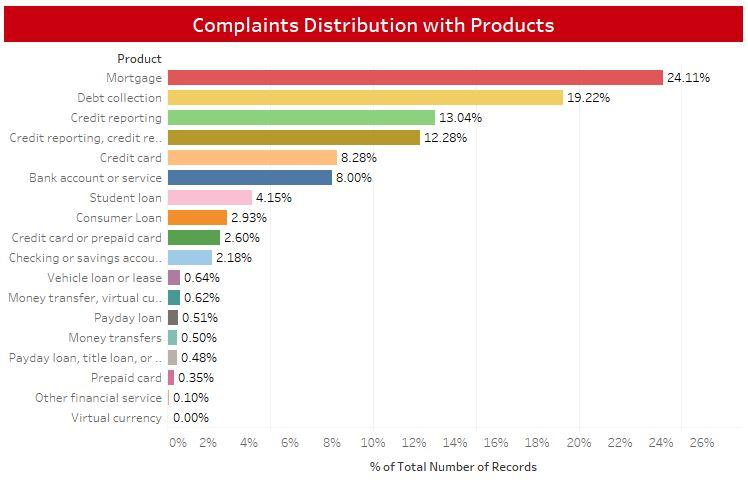 Complaints Distribution with Products
Product
Mortgage 24.11%
Debt collection 19.22%
Credit reporting 13.04%
Credit reporting, credit re.. 12.28%
Credit card 8.28%
Bank account or service 8.00%
Student loan 4.15%
Consumer Loan 2.93%
Credit card or prepaid card 2.60%
Checking or savings accou.. 2.18%
Vehicle loan or lease 0.64%
Money transfer, virtual cu.. 0.62%
Payday loan 0.51%
Money transfers 0.50%
Payday loan, title loan, or .. 0.48%
Prepaid card 0.35%
Other financial service 0.10%
Virtual currency 0.00%
0% 2% 4% 6% 8% 10% 12% 14% 16% 18% 20% 22% 24% 26%
% of Total Number of Records